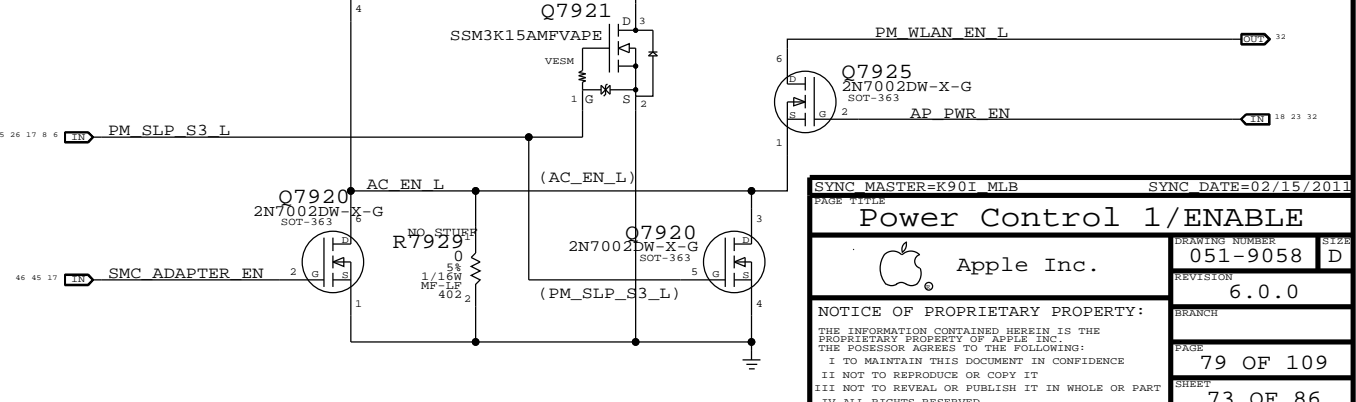 4
Q7921
D 3
SSM3K15AMFVAPE
VESM
1 G S 2
PM_WLAN_EN_L
OUT 32
6
D
Q7925
2N7002DW-X-G
SOT-363
S G 2
AP_PWR_EN
IN 18 23 32
1
26 17 8 6 IN PM_SLP_S3_L
AC_EN_L
(AC_EN_L)
Q7920
2N7002DW-X-G
SOT-363
6
D
46 45 17 IN SMC_ADAPTER_EN 2 G S
1
NO STUFF
R7929 1
0
5%
1/16W
MF-LF
402 2
Q7920
2N7002DW-X-G
SOT-363
3
D
5 G S
4
(PM_SLP_S3_L)
SYNC_MASTER=K90I_MLB SYNC_DATE=02/15/2011
PAGE TITLE
Power Control 1/ENABLE
Apple Inc.
DRAWING NUMBER
051-9058
SIZE
D
REVISION
6.0.0
BRANCH
NOTICE OF PROPRIETARY PROPERTY:
THE INFORMATION CONTAINED HEREIN IS THE
PROPRIETARY PROPERTY OF APPLE INC.
THE POSESSOR AGREES TO THE FOLLOWING:
I TO MAINTAIN THIS DOCUMENT IN CONFIDENCE
II NOT TO REPRODUCE OR COPY IT
III NOT TO REVEAL OR PUBLISH IT IN WHOLE OR PART
IV ALL RIGHTS RESERVED
PAGE
79 OF 109
SHEET
73 OF 86